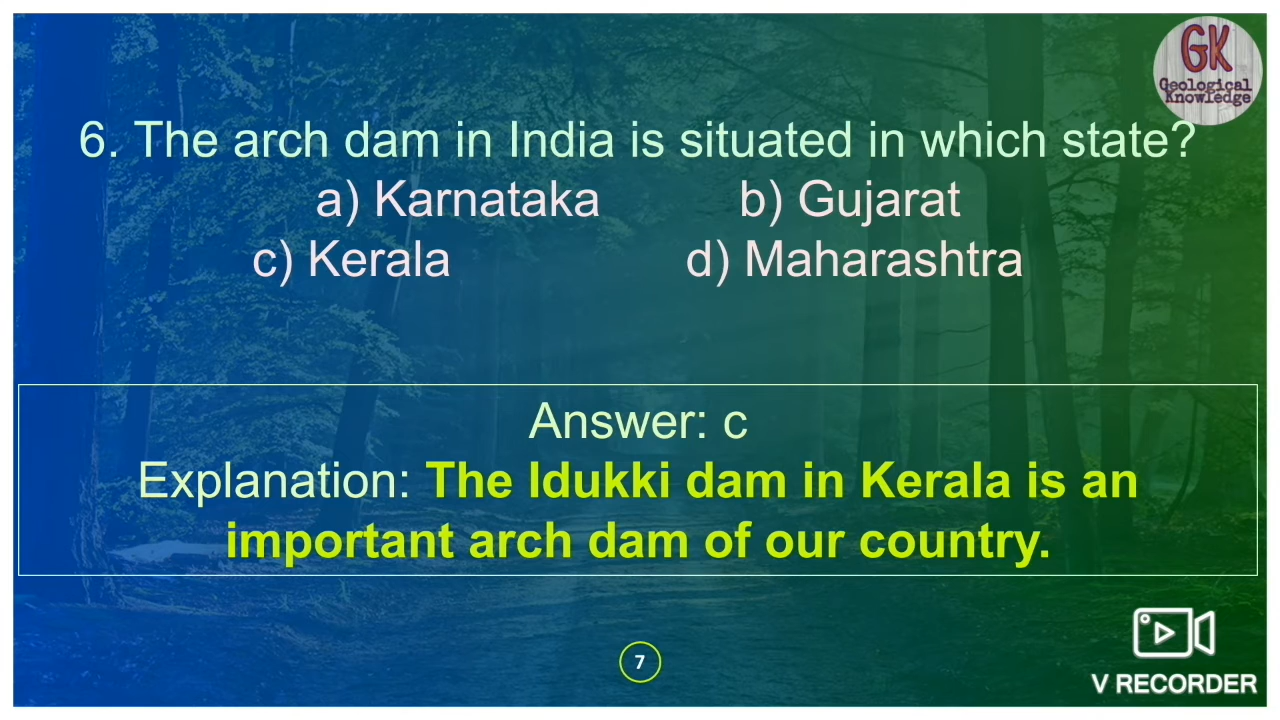 GK
Geological
Knowledge
6. The arch dam in India is situated in which state?
a) Karnataka b) Gujarat
c) Kerala d) Maharashtra
Answer: c
Explanation: The Idukki dam in Kerala is an
important arch dam of our country.
7
V RECORDER